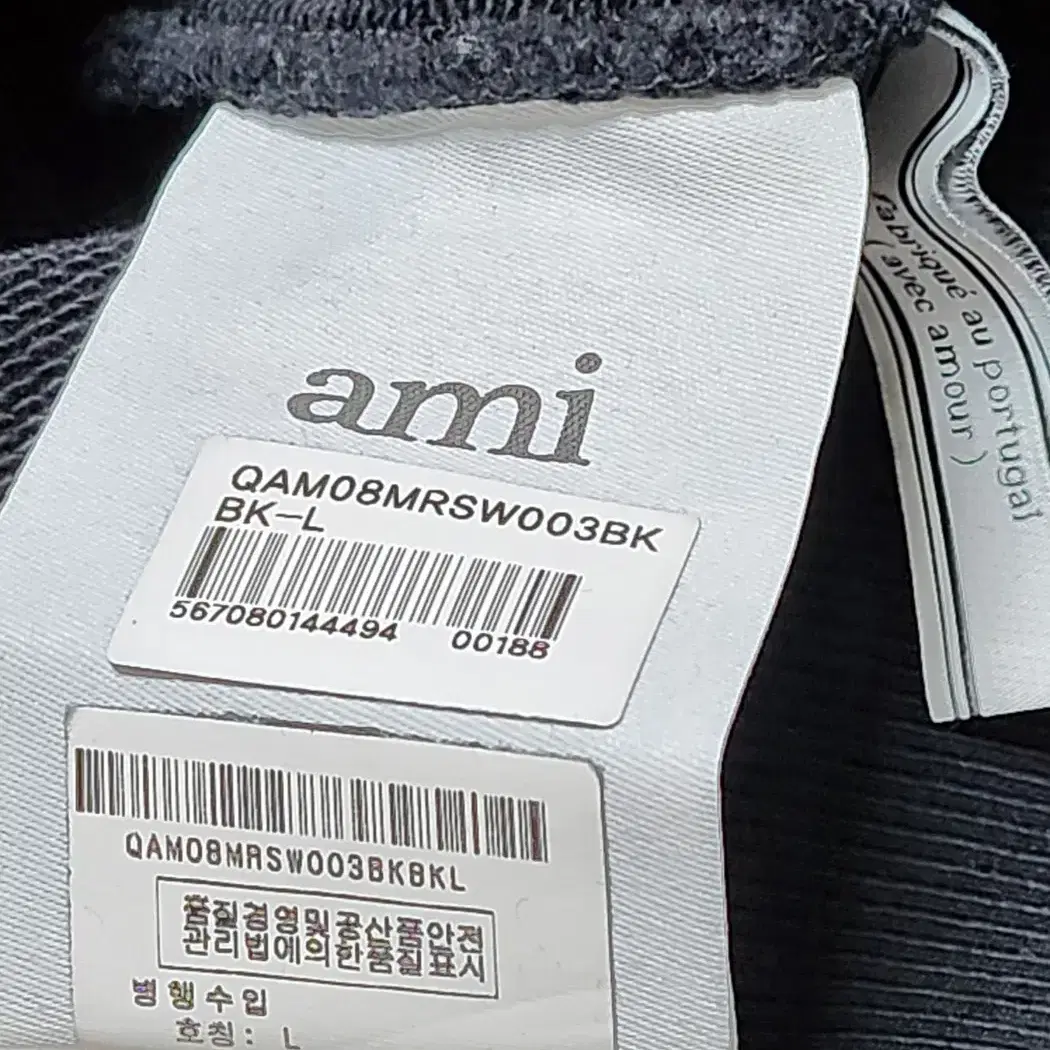 ami
QAM08MRSW003BK
BK-L
567080144494 00188
QAM08MRSW003BKBKL
품질경영및공산품안전
관리법에의한품질표시
병행수입
호칭: L
fabriqué au portugal
(avec amour)